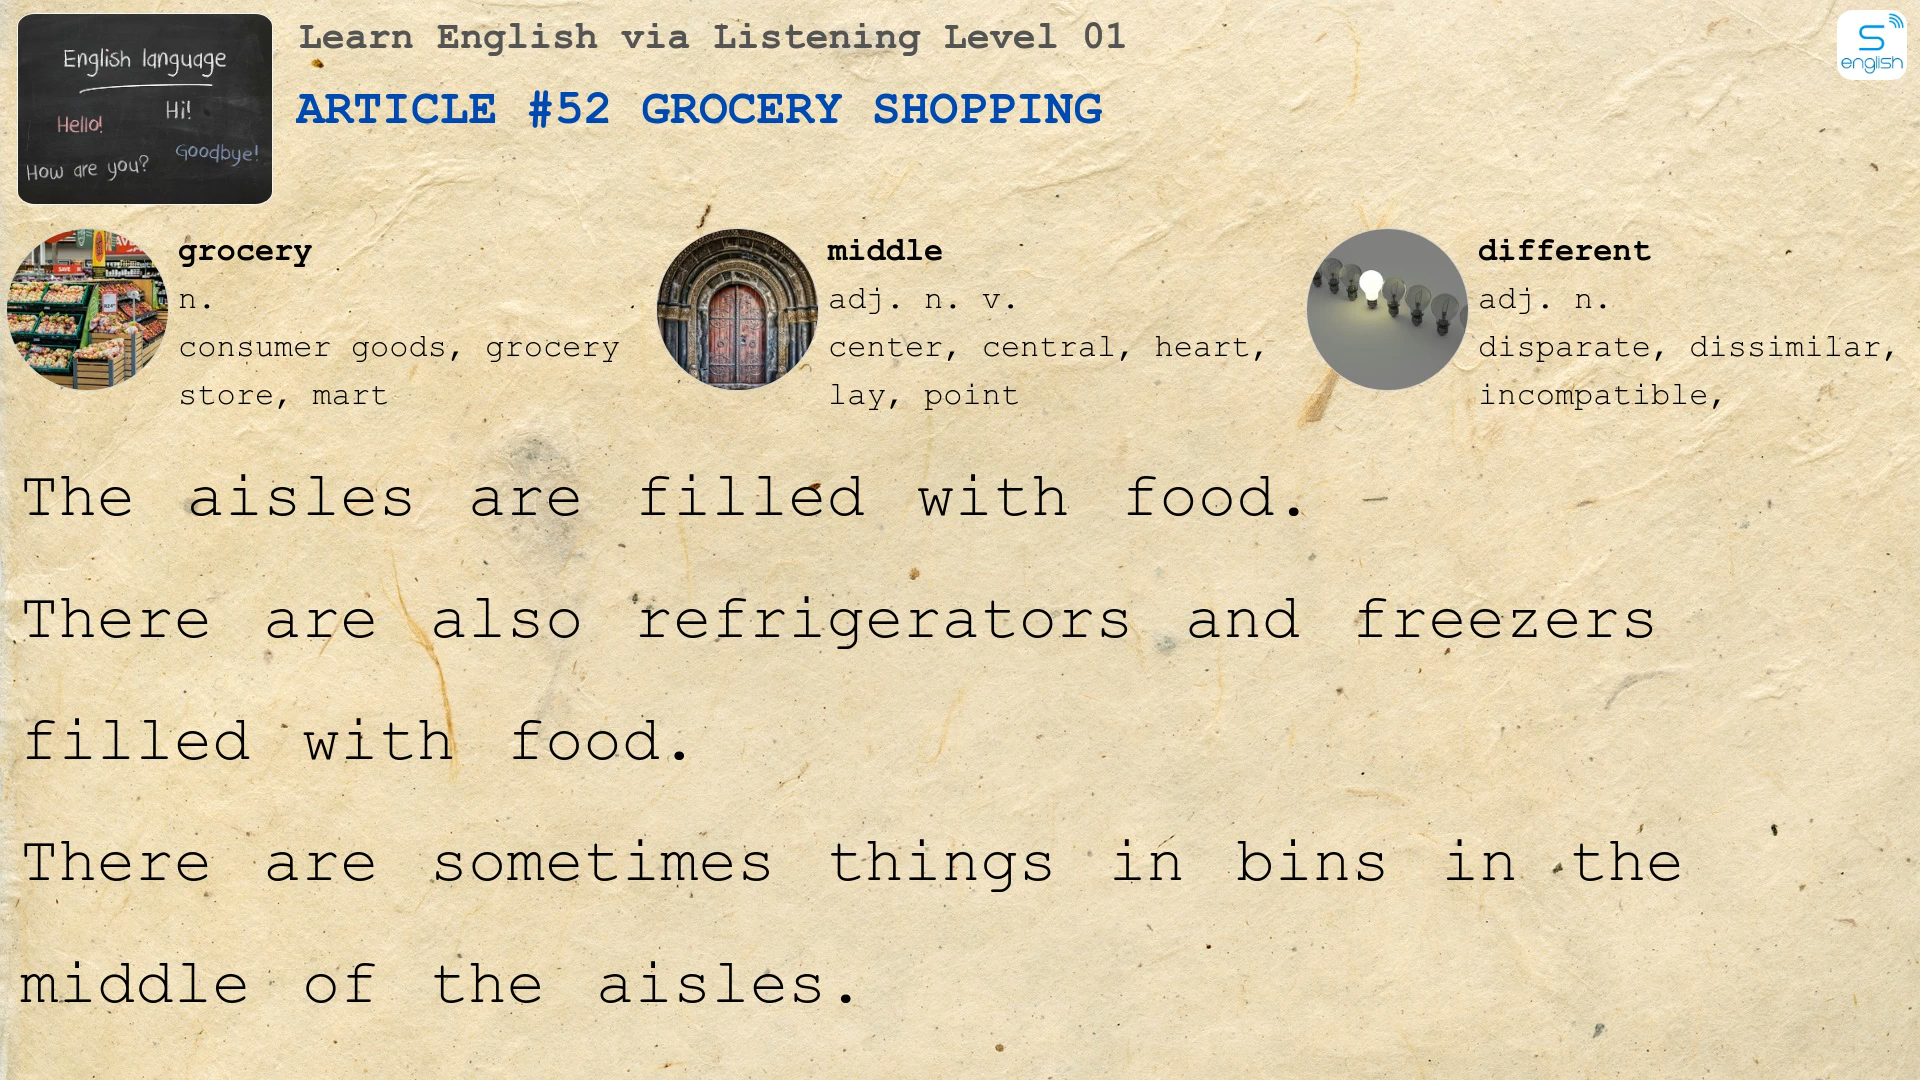 English language
Hello!
Hi!
How are you?
Goodbye!
Learn English via Listening Level 01
ARTICLE #52 GROCERY SHOPPING
S
english
grocery
n.
consumer goods, grocery
store, mart
middle
adj. n. v.
center, central, heart,
lay, point
different
adj. n.
disparate, dissimilar,
incompatible,
The aisles are filled with food.
There are also refrigerators and freezers
filled with food.
There are sometimes things in bins in the
middle of the aisles.